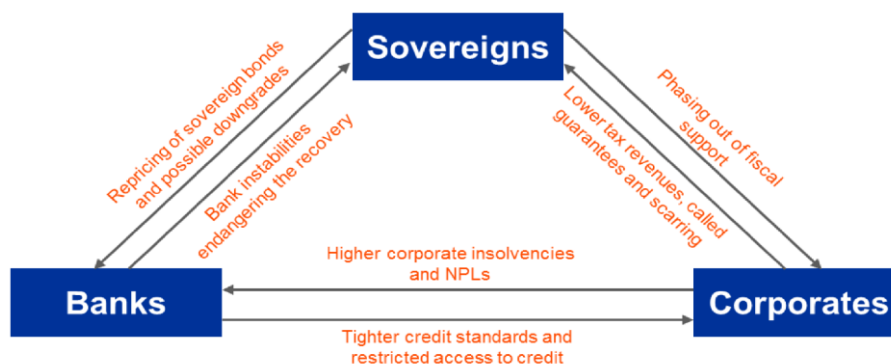 Sovereigns
Repricing of sovereign bonds
and possible downgrades
Bank instabilities
endangering the recovery
Lower tax revenues, called
guarantees and scarring
Phasing out of fiscal
support
Higher corporate insolvencies
and NPLs
Banks
Corporates
Tighter credit standards and
restricted access to credit